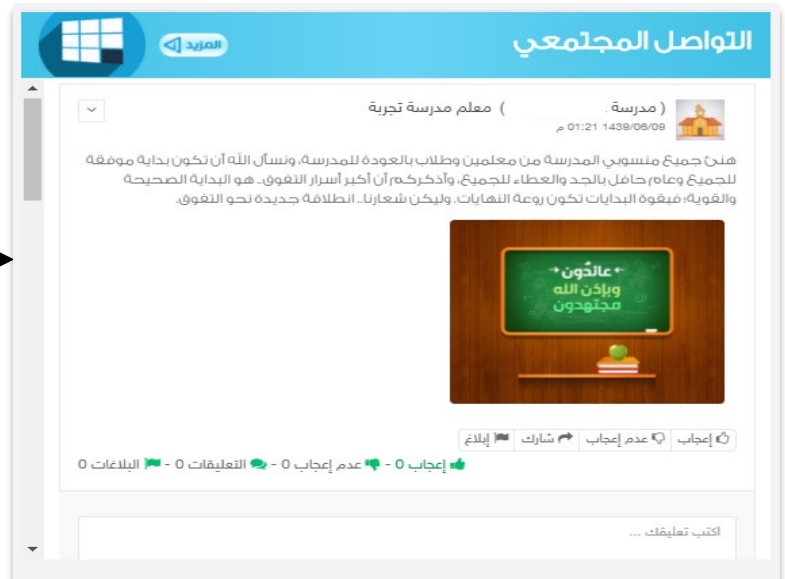 التواصل المجتمعي
المزيد
( مدرسة . ) معلم مدرسة تجربة
1439/06/09 01:21 م
هنئ جميع منسوبي المدرسة من معلمين وطلاب بالعودة للمدرسة، ونسأل الله أن تكون بداية موفقة
للجميع وعام حافل بالجد والعطاء للجميع، وأذكركم أن أكبر أسرار التفوق.. هو البداية الصحيحة
والقوية؛ فبقوة البدايات تكون روعة النهايات. وليكن شعارنا.. انطلاقة جديدة نحو التفوق.
عائدون
وبإذن الله
مجتهدون
إعجاب عدم إعجاب شارك إبلاغ
إعجاب 0 - عدم إعجاب 0 - التعليقات 0 - البلاغات 0
اكتب تعليقك ...